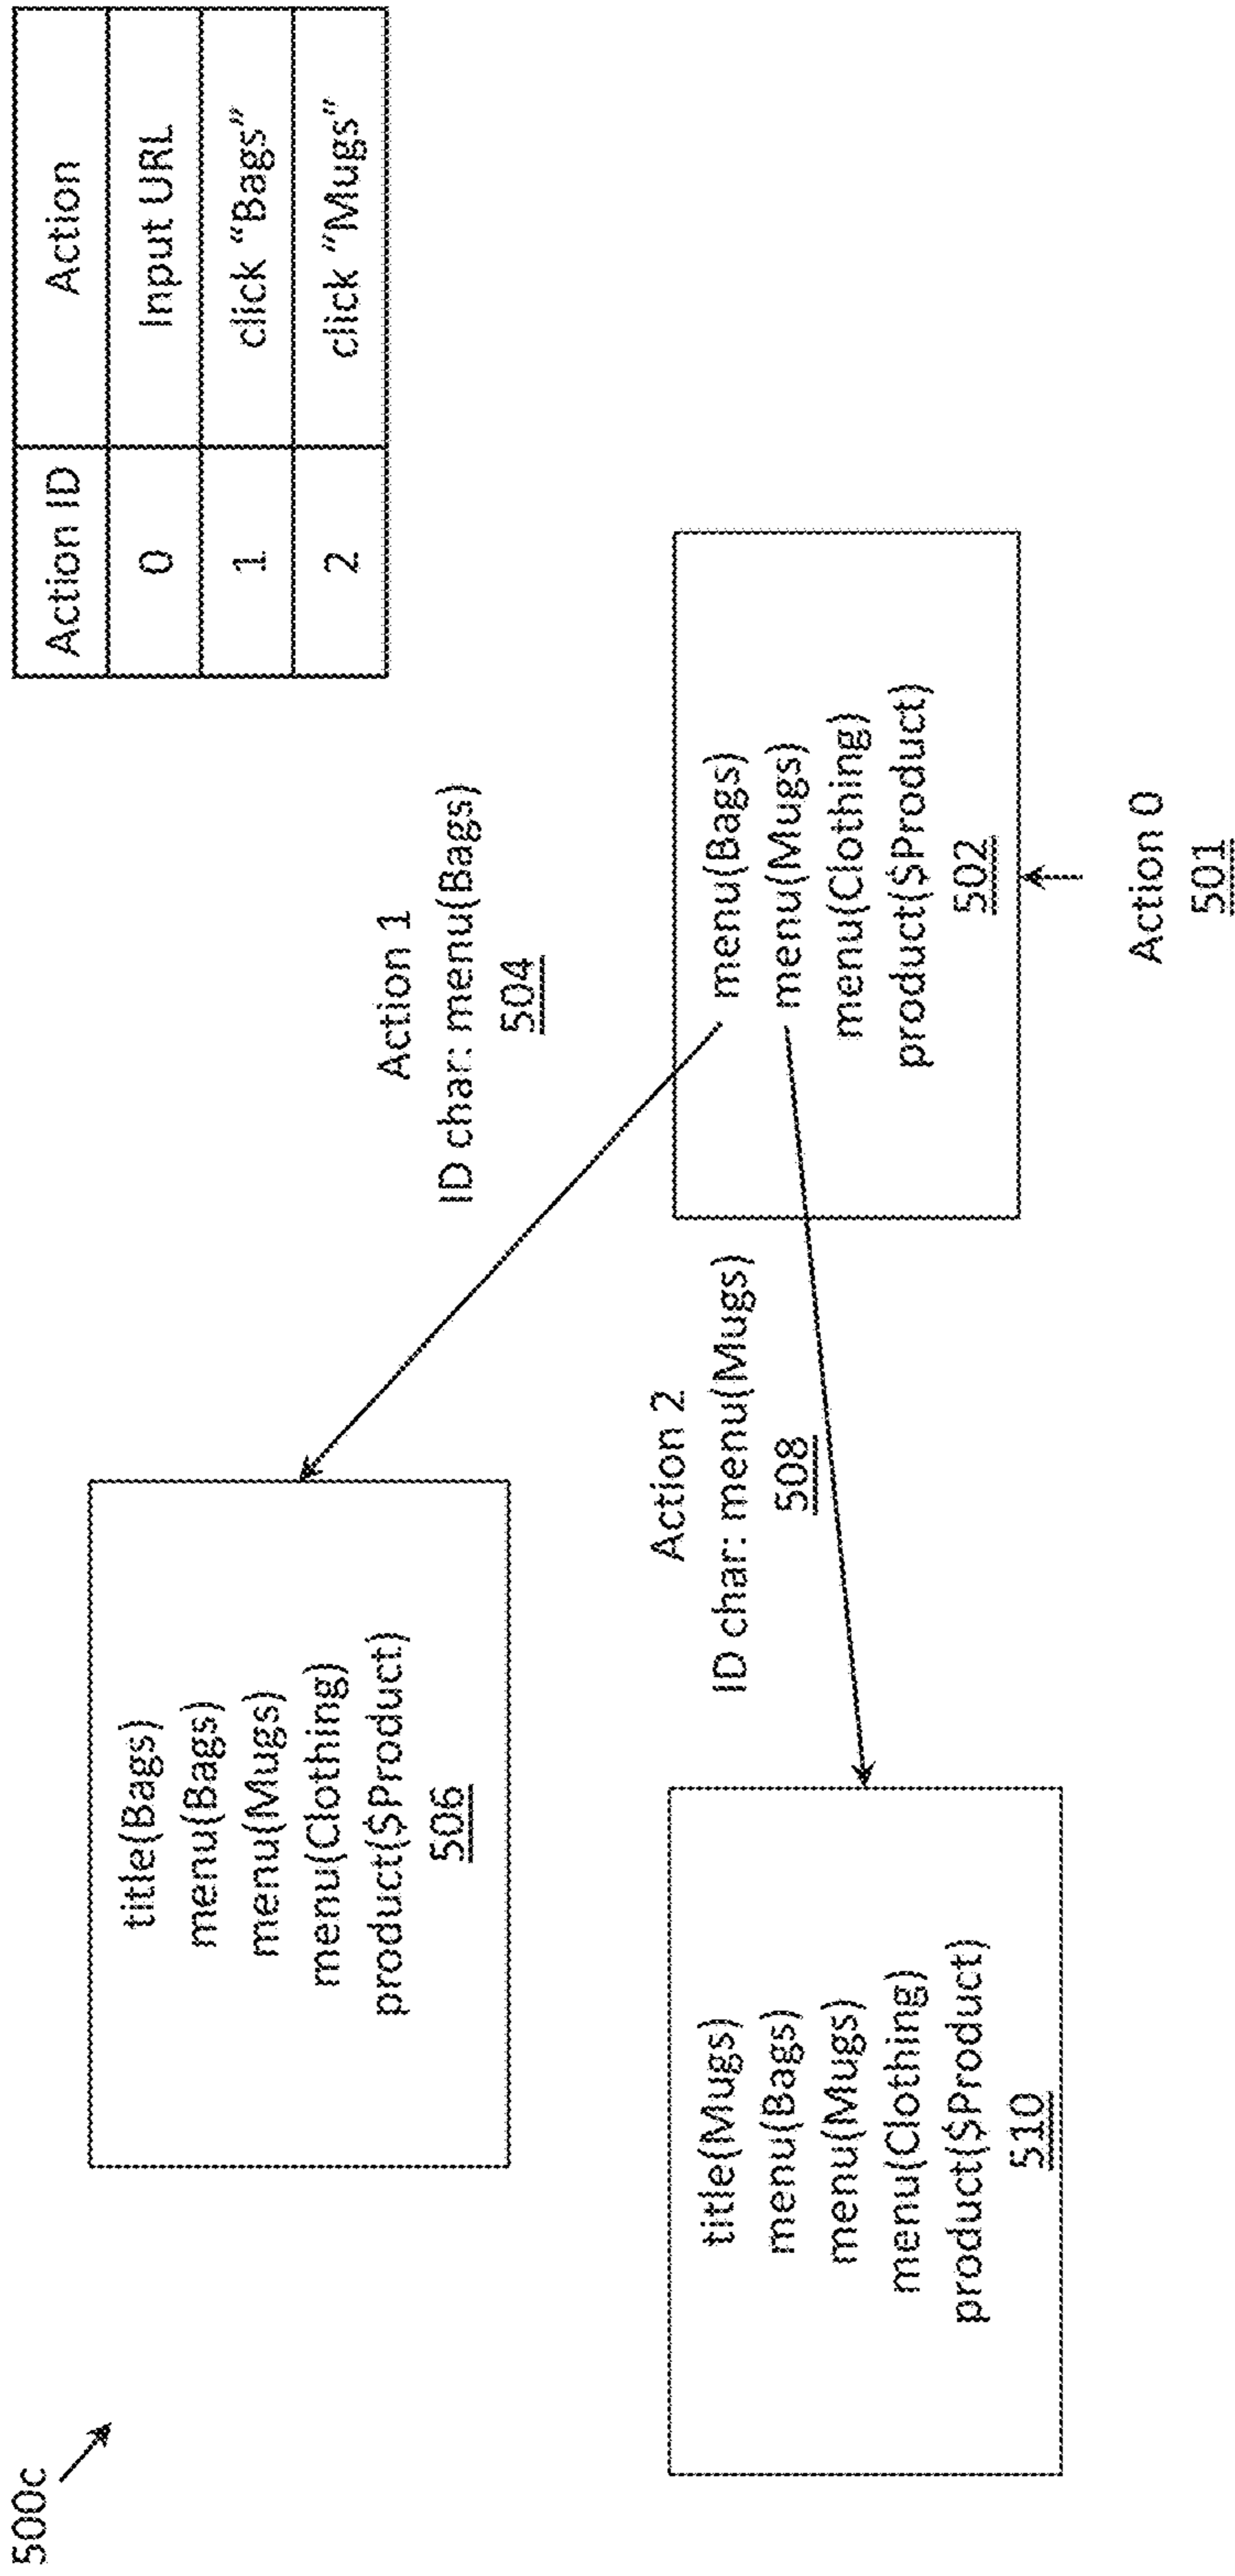 500c
Action ID Action
0 Input URL
1 click “Bags”
2 click “Mugs”
title(Bags)
menu(Bags)
menu(Mugs)
menu(Clothing)
product($Product)
506
Action 1
ID char: menu(Bags)
504
Action 2
ID char: menu(Mugs)
508
title(Mugs)
menu(Bags)
menu(Mugs)
menu(Clothing)
product($Product)
510
menu(Bags)
menu(Mugs)
menu(Clothing)
product($Product)
502
Action 0
501